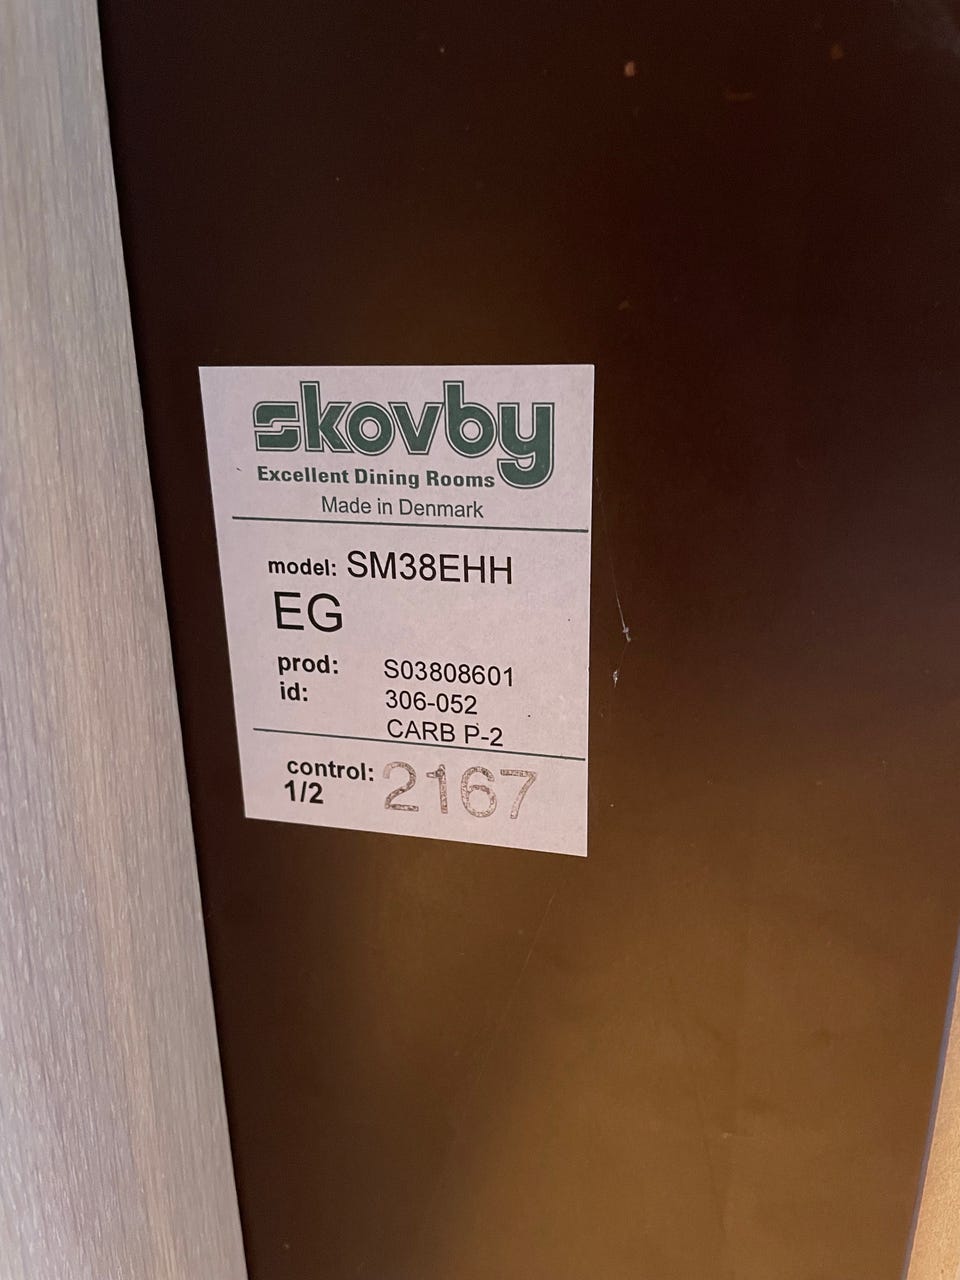 skovby
Excellent Dining Rooms
Made in Denmark
model: SM38EHH
EG
prod: S03808601
id: 306-052
CARB P-2
control: 2167
1/2